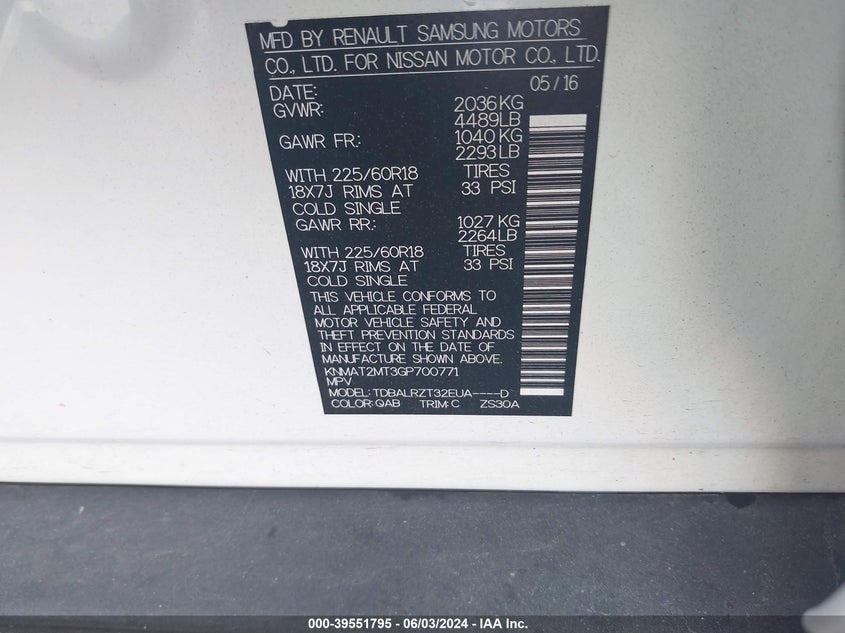 MFD BY RENAULT SAMSUNG MOTORS
CO., LTD. FOR NISSAN MOTOR CO., LTD.
DATE: 05/16
GVWR: 2036KG
4489LB
GAWR FR: 1040KG
2293LB
WITH 225/60R18 TIRES
18X7J RIMS AT 33 PSI
COLD SINGLE
GAWR RR: 1027 KG
2264LB
WITH 225/60R18 TIRES
18X7J RIMS AT 33 PSI
COLD SINGLE
THIS VEHICLE CONFORMS TO
ALL APPLICABLE FEDERAL
MOTOR VEHICLE SAFETY AND
THEFT PREVENTION STANDARDS
IN EFFECT ON THE DATE OF
MANUFACTURE SHOWN ABOVE.
KNMAT2MT3GP700771
MPV
MODEL: TDBALRZT32EUA----D
COLOR: QAB TRIM: C ZS30A
000-39551795 - 06/03/2024 - IAA Inc.